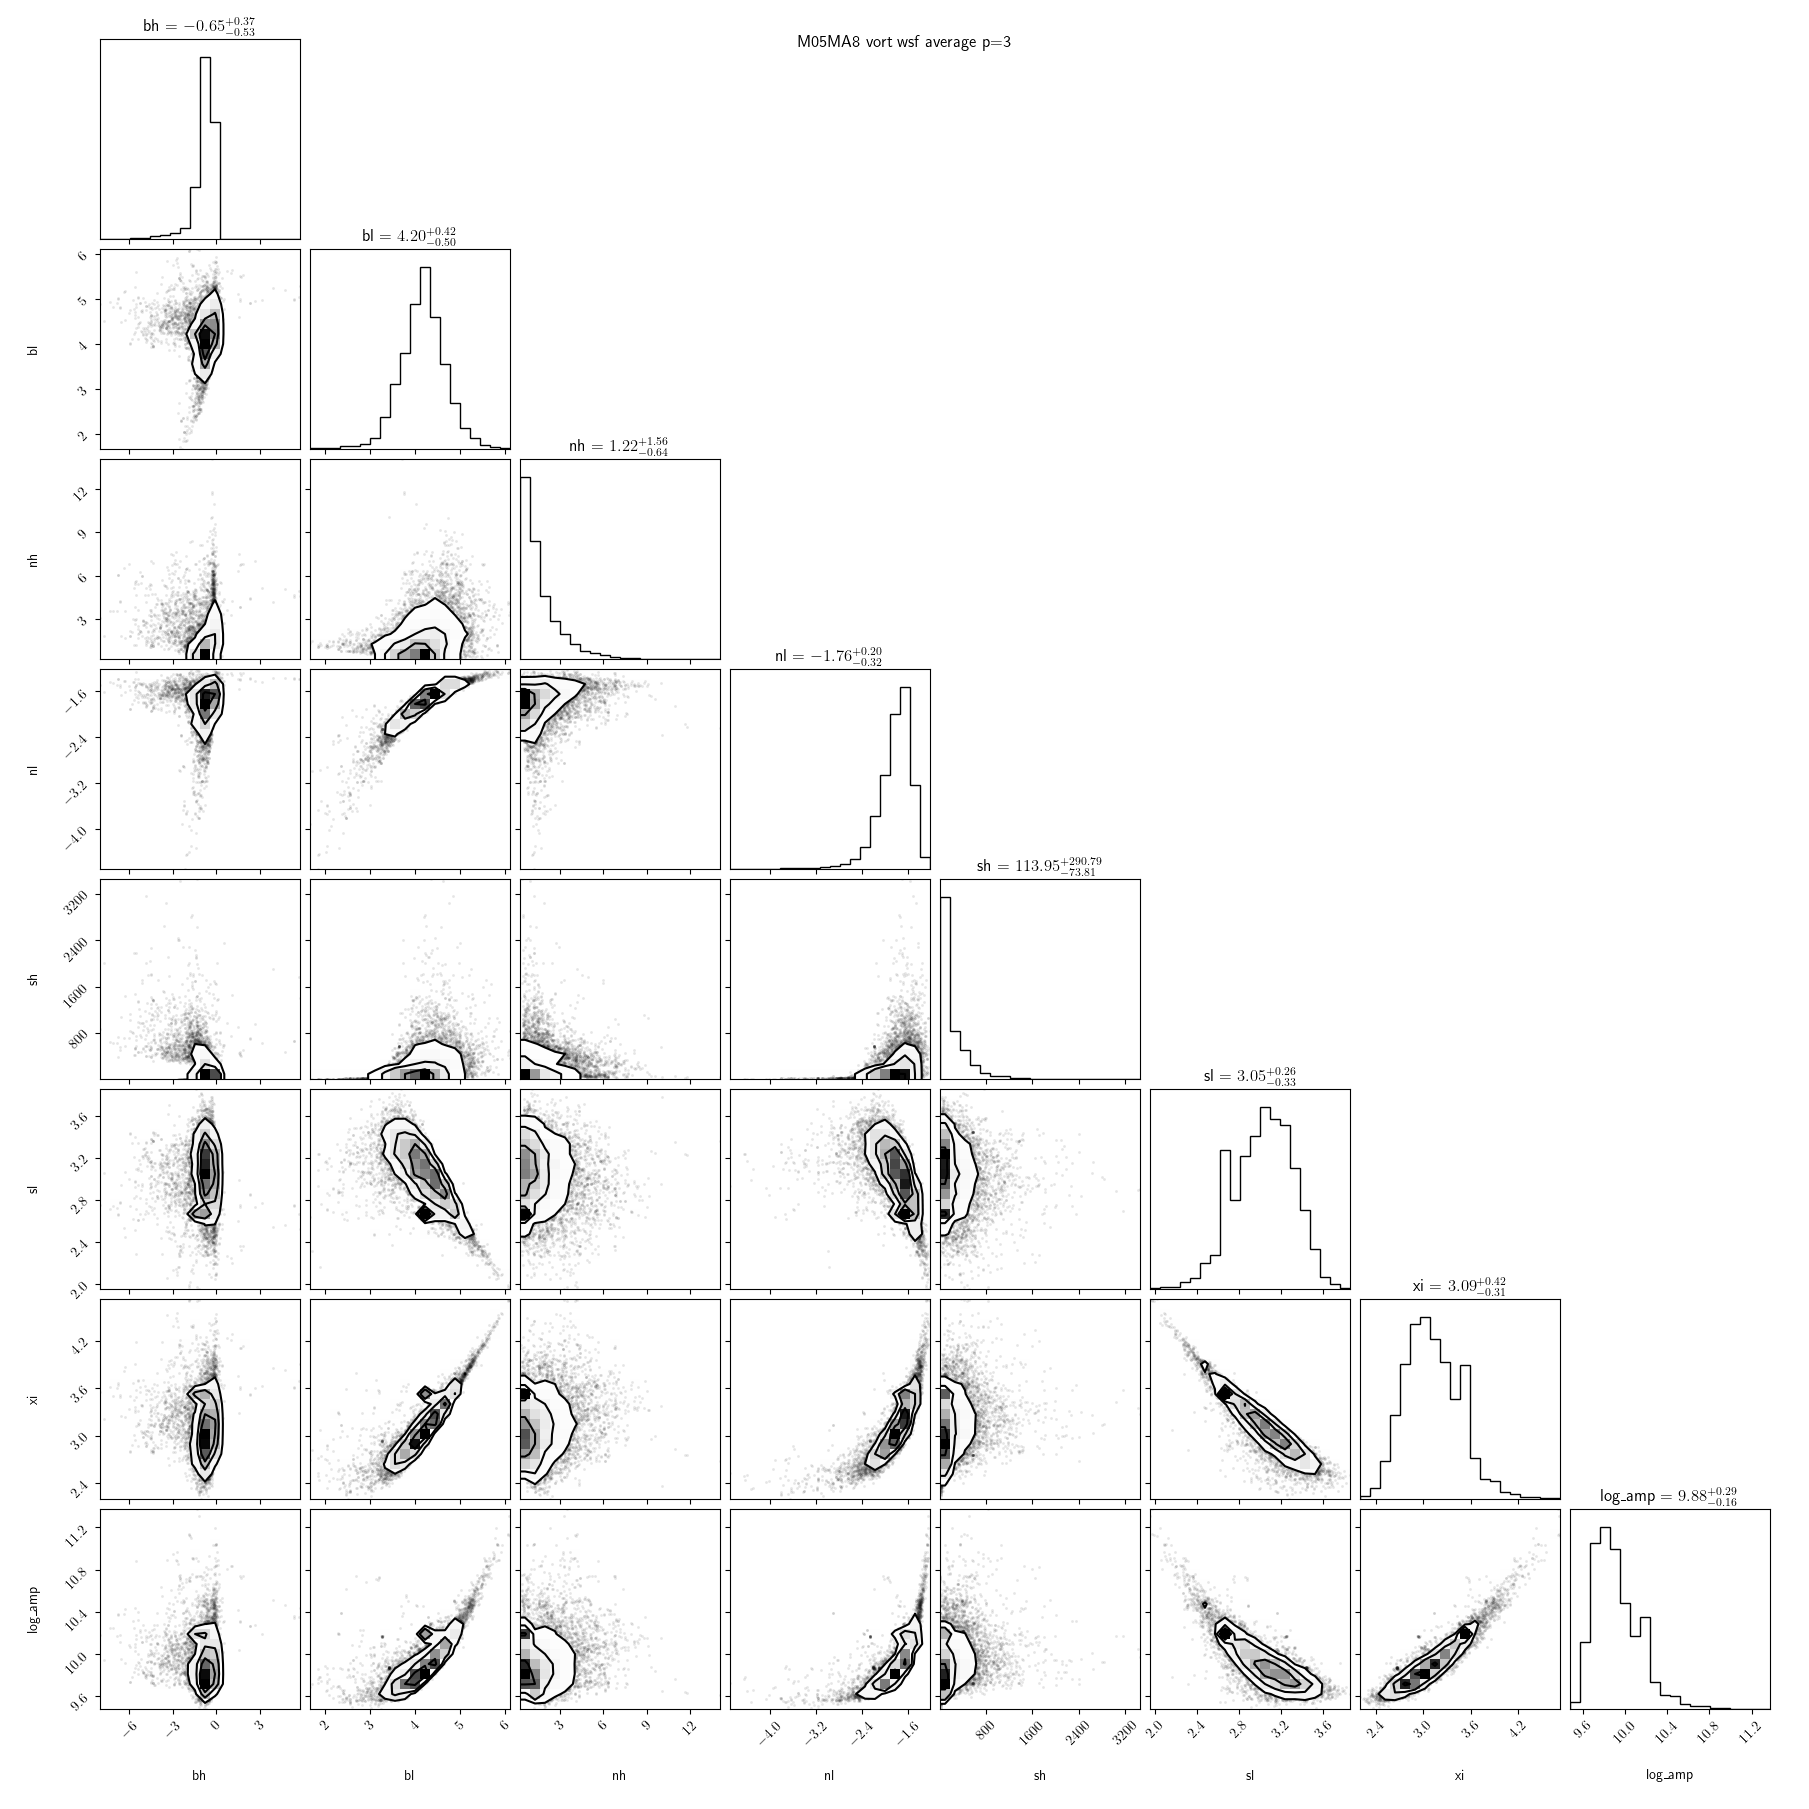 bh = −0.65 +0.37 −0.53
M05MA8 vort wsf average p=3
bl = 4.20 +0.42 −0.50
6
5
4
3
2
bl
nh = 1.22 +1.56 −0.64
12
9
6
3
nh
nl = −1.76 +0.20 −0.32
−1.6
−2.4
−3.2
−4.0
nl
sh = 113.95 +290.79 −73.81
3200
2400
1600
800
sh
sl = 3.05 +0.26 −0.33
3.6
3.2
2.8
2.4
2.0
sl
xi = 3.09 +0.42 −0.31
4.2
3.6
3.0
2.4
xi
log_amp = 9.88 +0.29 −0.16
11.2
10.8
10.4
10.0
9.6
log_amp
−6 −3 0 3 2 3 4 5 6 3 6 9 12 −4.0 −3.2 −2.4 −1.6 800 1600 2400 3200 2.0 2.4 2.8 3.2 3.6 2.4 3.0 3.6 4.2 9.6 10.0 10.4 10.8 11.2
bh bl nh nl sh sl xi log_amp